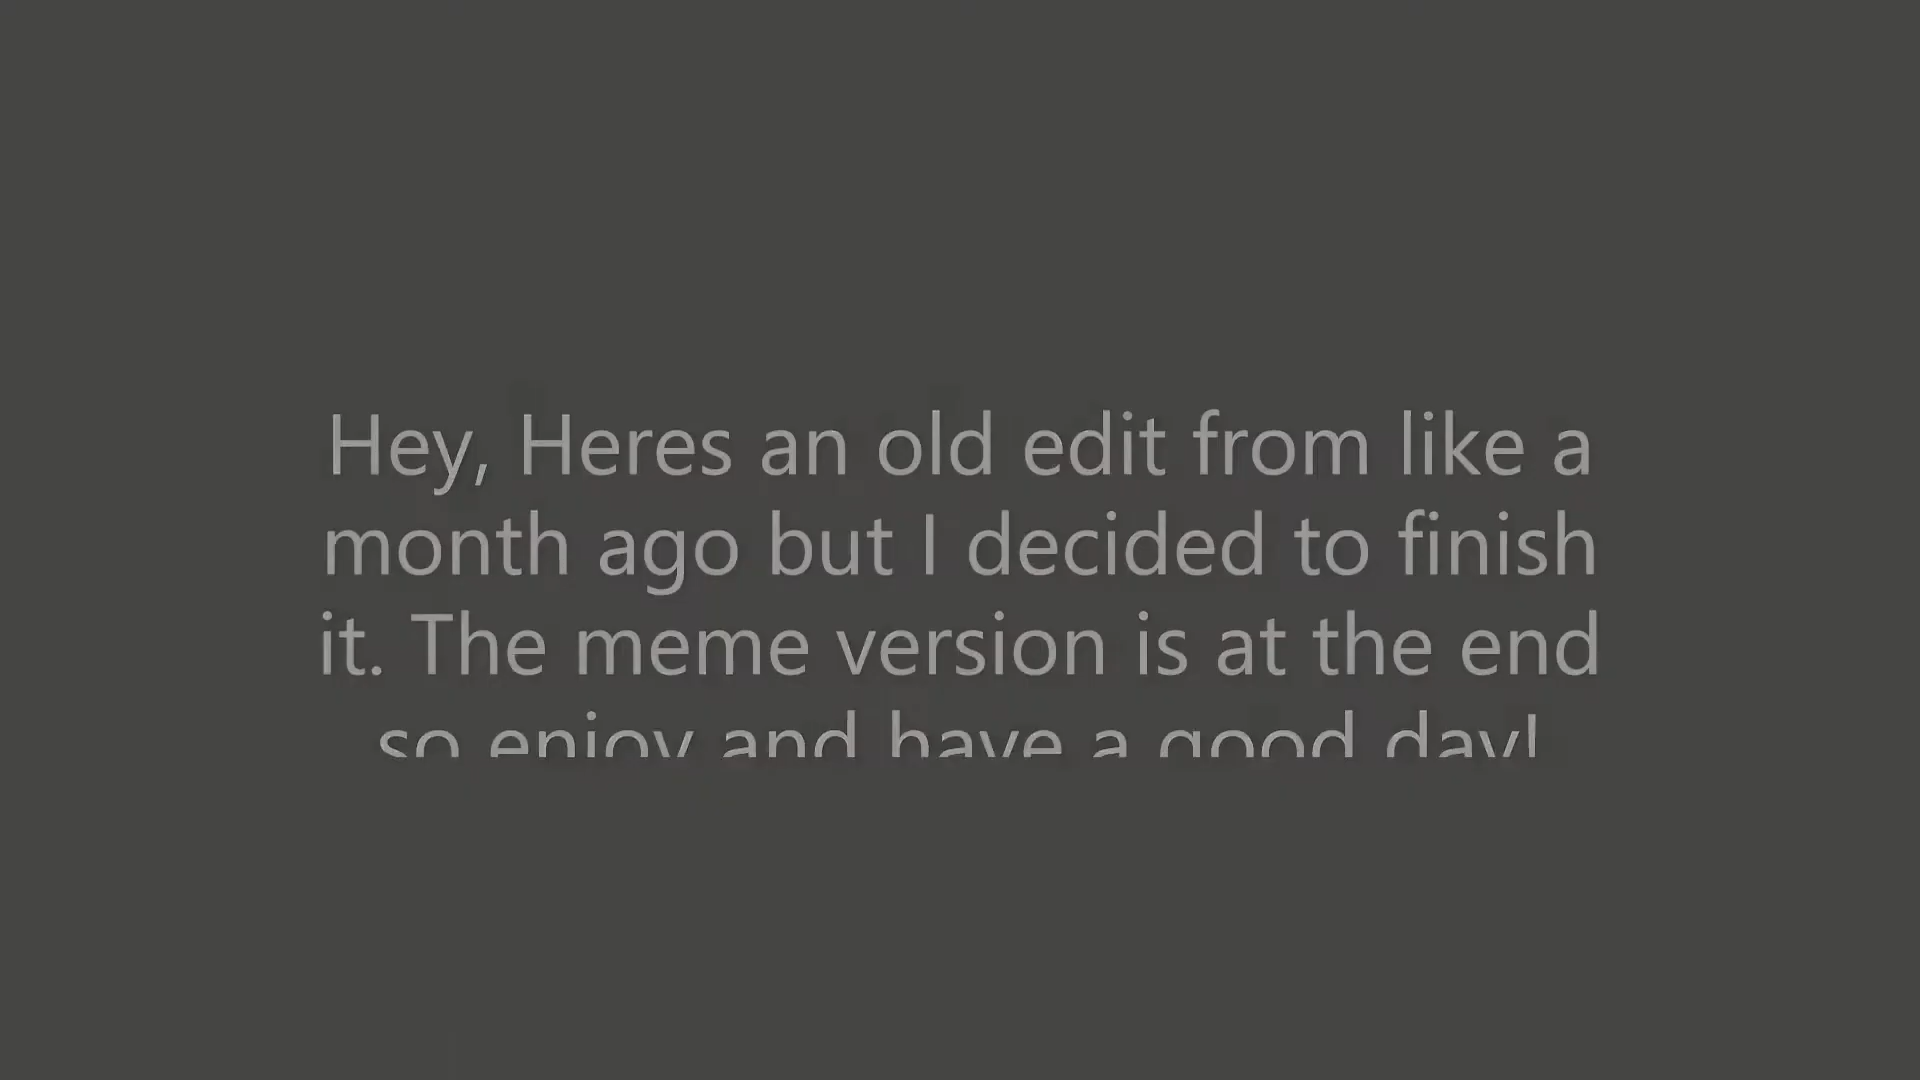 Hey, Heres an old edit from like a
month ago but I decided to finish
it. The meme version is at the end
so enjoy and have a good day!